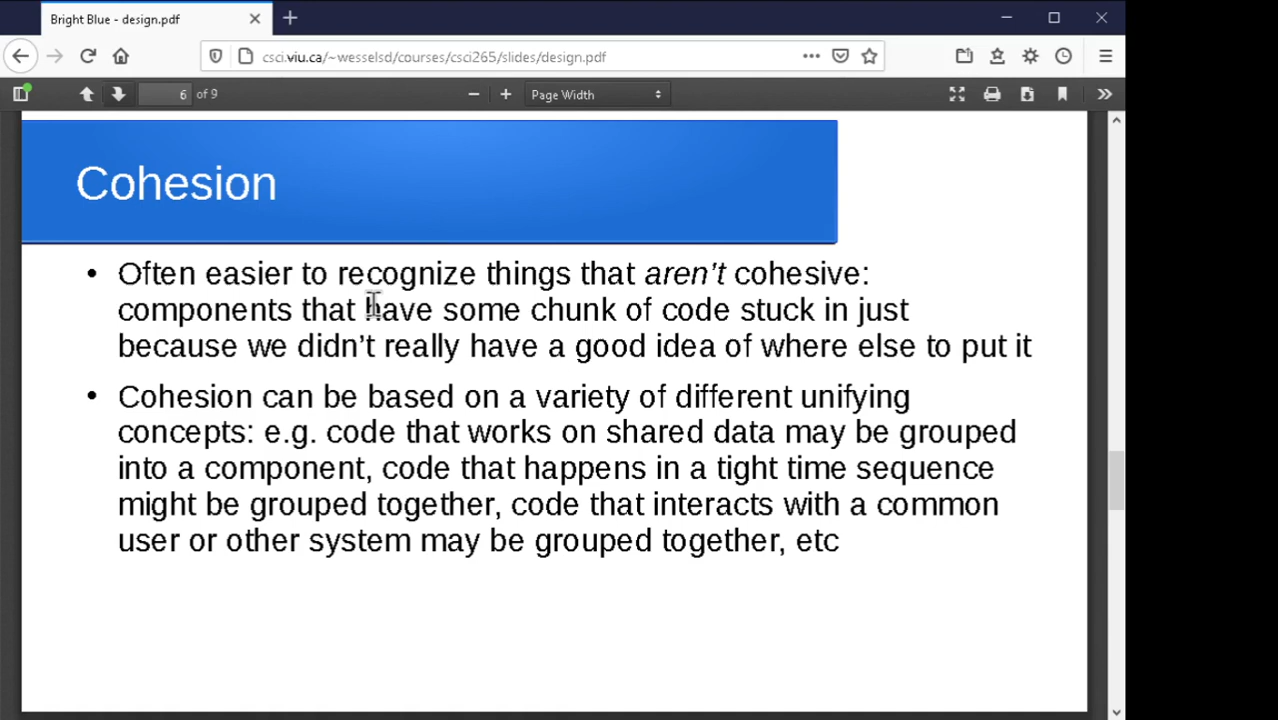 Bright Blue - design.pdf
csci.viu.ca/~wesselsd/courses/csci265/slides/design.pdf
6 of 9
Page Width
Cohesion
• Often easier to recognize things that aren't cohesive:
components that have some chunk of code stuck in just
because we didn't really have a good idea of where else to put it
• Cohesion can be based on a variety of different unifying
concepts: e.g. code that works on shared data may be grouped
into a component, code that happens in a tight time sequence
might be grouped together, code that interacts with a common
user or other system may be grouped together, etc